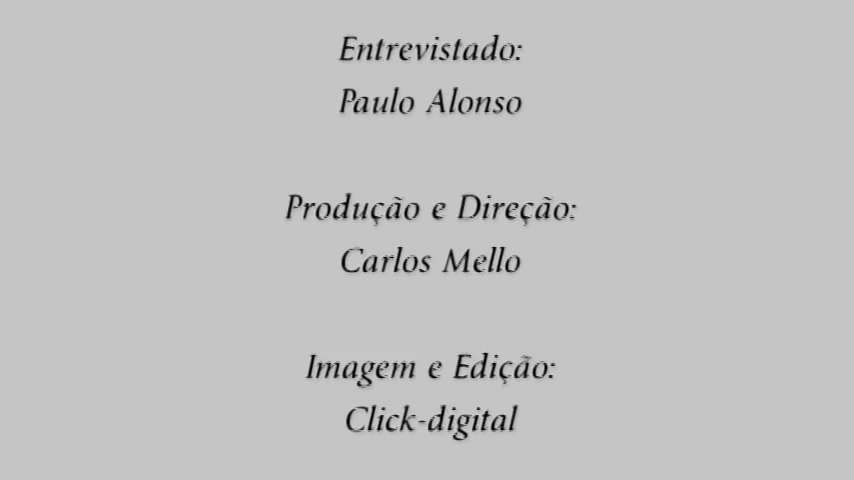 Entrevistado:
Paulo Alonso
Produção e Direção:
Carlos Mello
Imagem e Edição:
Click-digital